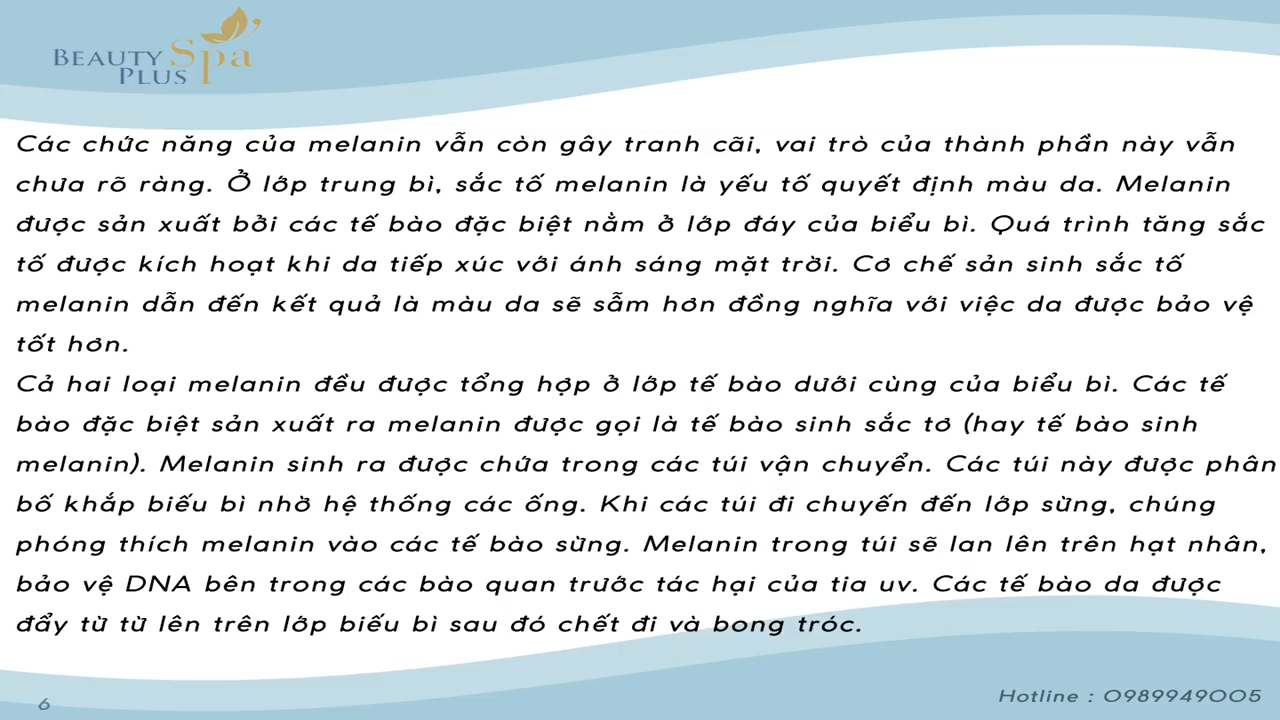 BEAUTY Spa
PLUS
Các chức năng của melanin vẫn còn gây tranh cãi, vai trò của thành phần này vẫn
chưa rõ ràng. Ở lớp trung bì, sắc tố melanin là yếu tố quyết định màu da. Melanin
được sản xuất bởi các tế bào đặc biệt nằm ở lớp đáy của biểu bì. Quá trình tăng sắc
tố được kích hoạt khi da tiếp xúc với ánh sáng mặt trời. Cơ chế sản sinh sắc tố
melanin dẫn đến kết quả là màu da sẽ sẫm hơn đồng nghĩa với việc da được bảo vệ
tốt hơn.
Cả hai loại melanin đều được tổng hợp ở lớp tế bào dưới cùng của biểu bì. Các tế
bào đặc biệt sản xuất ra melanin được gọi là tế bào sinh sắc tơ (hay tế bào sinh
melanin). Melanin sinh ra được chứa trong các túi vận chuyển. Các túi này được phân
bố khắp biếu bì nhờ hệ thống các ống. Khi các túi đi chuyến đến lớp sừng, chúng
phóng thích melanin vào các tế bào sừng. Melanin trong túi sẽ lan lên trên hạt nhân,
bảo vệ DNA bên trong các bào quan trước tác hại của tia uv. Các tế bào da được
đẩy từ từ lên trên lớp biếu bì sau đó chết đi và bong tróc.
6
Hotline : 0989949005